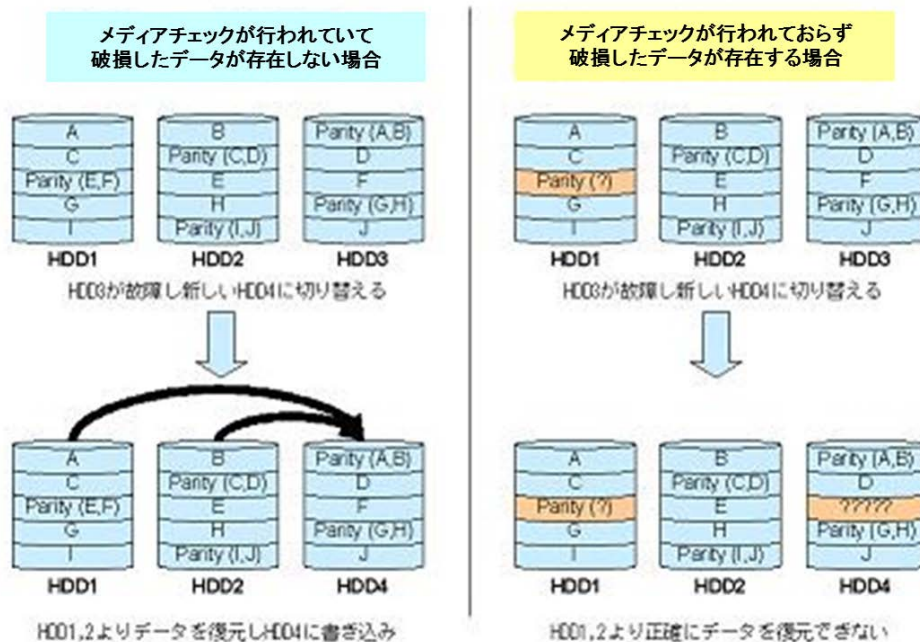 メディアチェックが行われていて
破損したデータが存在しない場合
A
C
Parity (E,F)
G
I
HDD1
B
Parity (C,D)
E
H
Parity (I,J)
HDD2
Parity (A,B)
D
F
Parity (G,H)
J
HDD3
HDD3が故障し新しいHDD4に切り替える
A
C
Parity (E,F)
G
I
HDD1
B
Parity (C,D)
E
H
Parity (I,J)
HDD2
Parity (A,B)
D
F
Parity (G,H)
J
HDD4
HDD1,2よりデータを復元しHDD4に書き込み
メディアチェックが行われておらず
破損したデータが存在する場合
A
C
Parity (?)
G
I
HDD1
B
Parity (C,D)
E
H
Parity (I,J)
HDD2
Parity (A,B)
D
F
Parity (G,H)
J
HDD3
HDD3が故障し新しいHDD4に切り替える
A
C
Parity (?)
G
I
HDD1
B
Parity (C,D)
E
H
Parity (I,J)
HDD2
Parity (A,B)
D
?????
Parity (G,H)
J
HDD4
HDD1,2より正確にデータを復元できない